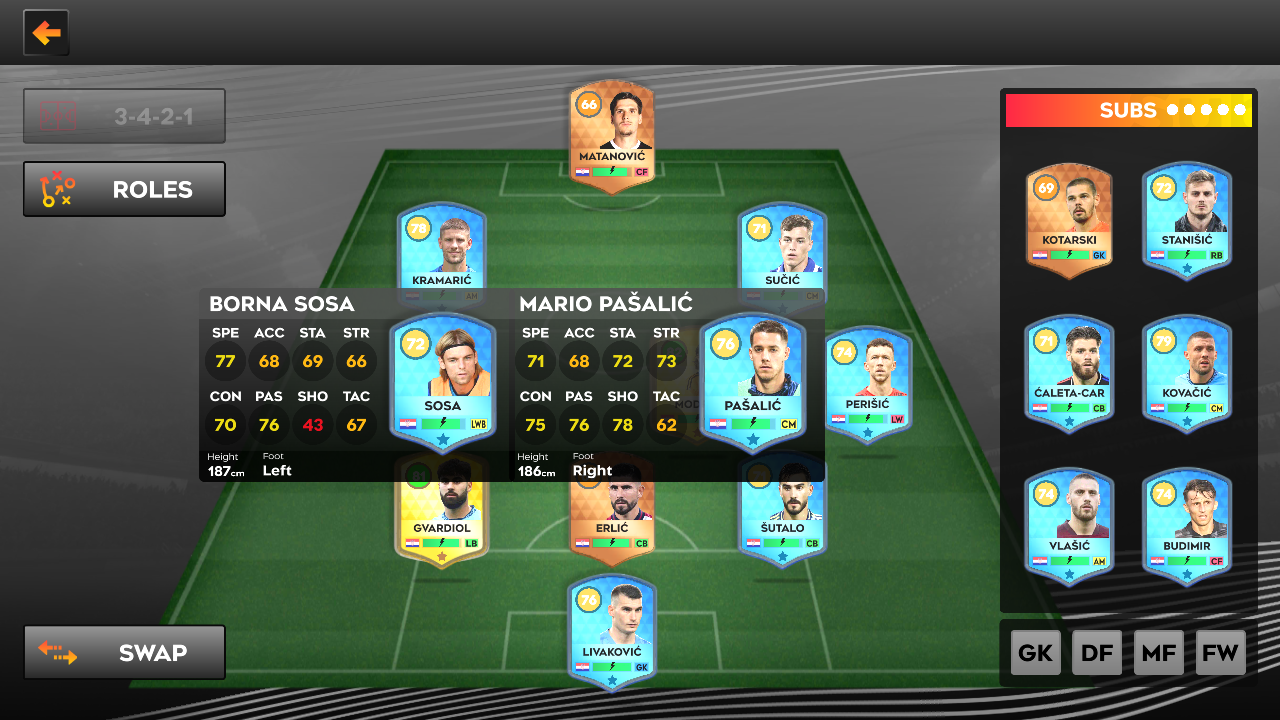 3-4-2-1
ROLES
66
MATANOVIĆ
CF
78
KRAMARIĆ
AM
71
SUČIĆ
CM
BORNA SOSA
SPE ACC STA STR
77 68 69 66
CON PAS SHO TAC
70 76 43 67
Height Foot
187cm Left
72
SOSA
LWB
MARIO PAŠALIĆ
SPE ACC STA STR
71 68 72 73
CON PAS SHO TAC
75 76 78 62
Height Foot
186cm Right
76
PAŠALIĆ
CM
74
PERIŠIĆ
LW
GVARDIOL
LB
ERLIĆ
CB
ŠUTALO
CB
76
LIVAKOVIĆ
GK
SWAP
SUBS
69
KOTARSKI
GK
72
STANIŠIĆ
RB
71
ĆALETA-CAR
CB
79
KOVAČIĆ
CM
74
VLAŠIĆ
AM
74
BUDIMIR
CF
GK DF MF FW